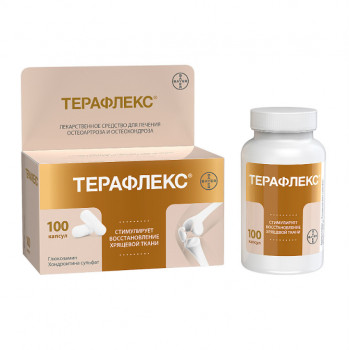 ТЕРАФЛЕКС®
ЛЕКАРСТВЕННОЕ СРЕДСТВО ДЛЯ ЛЕЧЕНИЯ
ОСТЕОАРТРОЗА И ОСТЕОХОНДРОЗА
ТЕРАФЛЕКС®
100
капсул
СТИМУЛИРУЕТ
ВОССТАНОВЛЕНИЕ
ХРЯЩЕВОЙ ТКАНИ
Глюкозамин
Хондроитина сульфат
ТЕРАФЛЕКС®
СТИМУЛИРУЕТ
ВОССТАНОВЛЕНИЕ
ХРЯЩЕВОЙ ТКАНИ
100
капсул